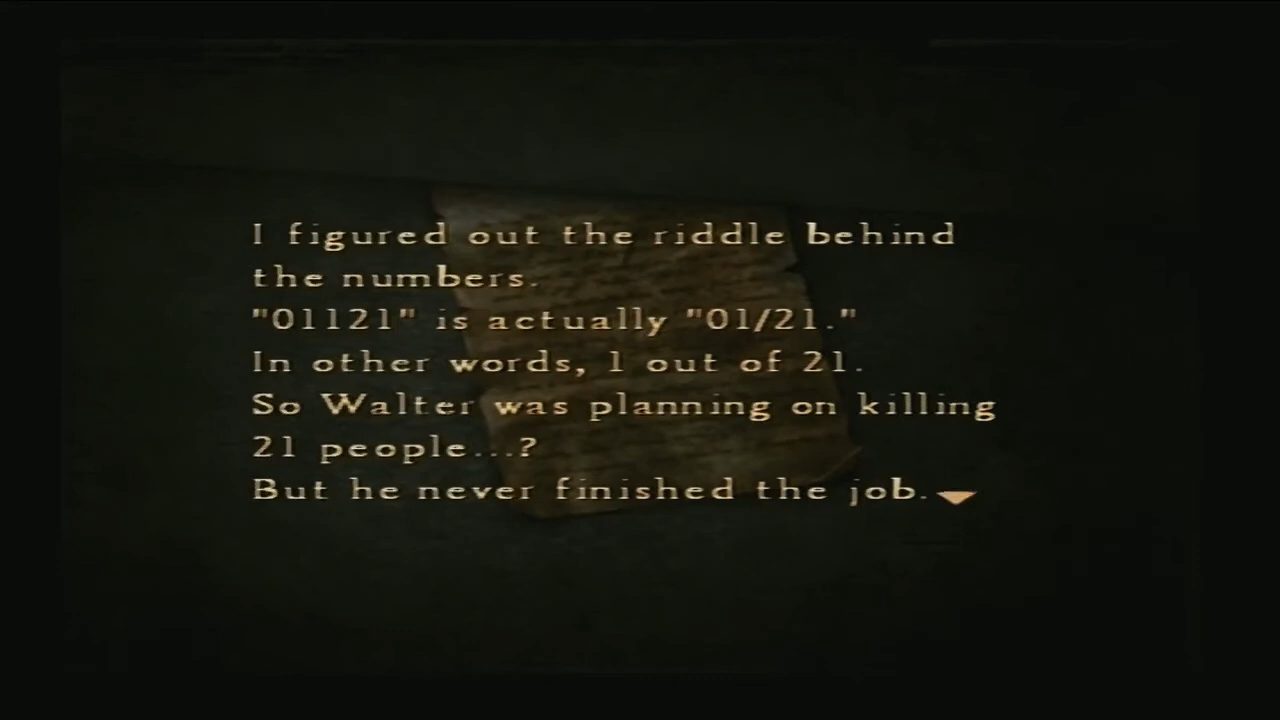 I figured out the riddle behind
the numbers.
"01121" is actually "01/21."
In other words, 1 out of 21.
So Walter was planning on killing
21 people...?
But he never finished the job.